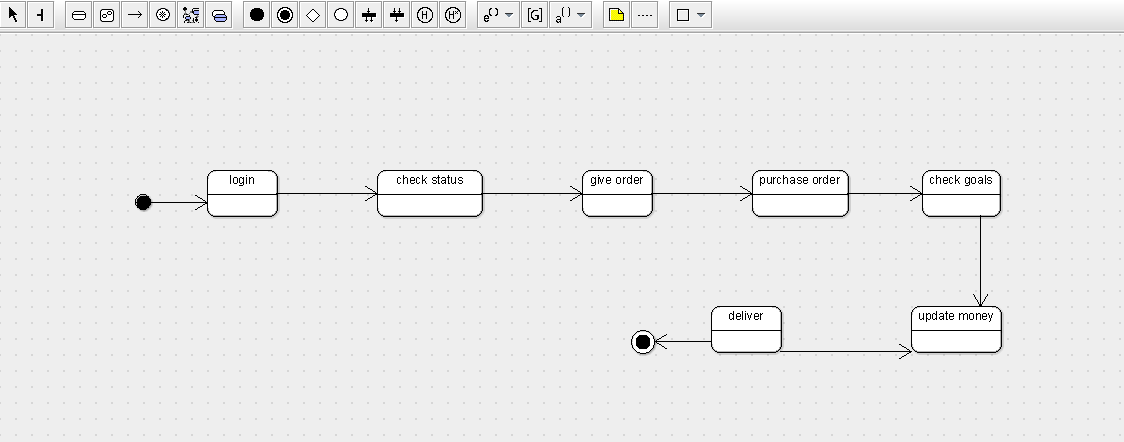 H H*
e() [G] a()
login
check status
give order
purchase order
check goals
deliver
update money